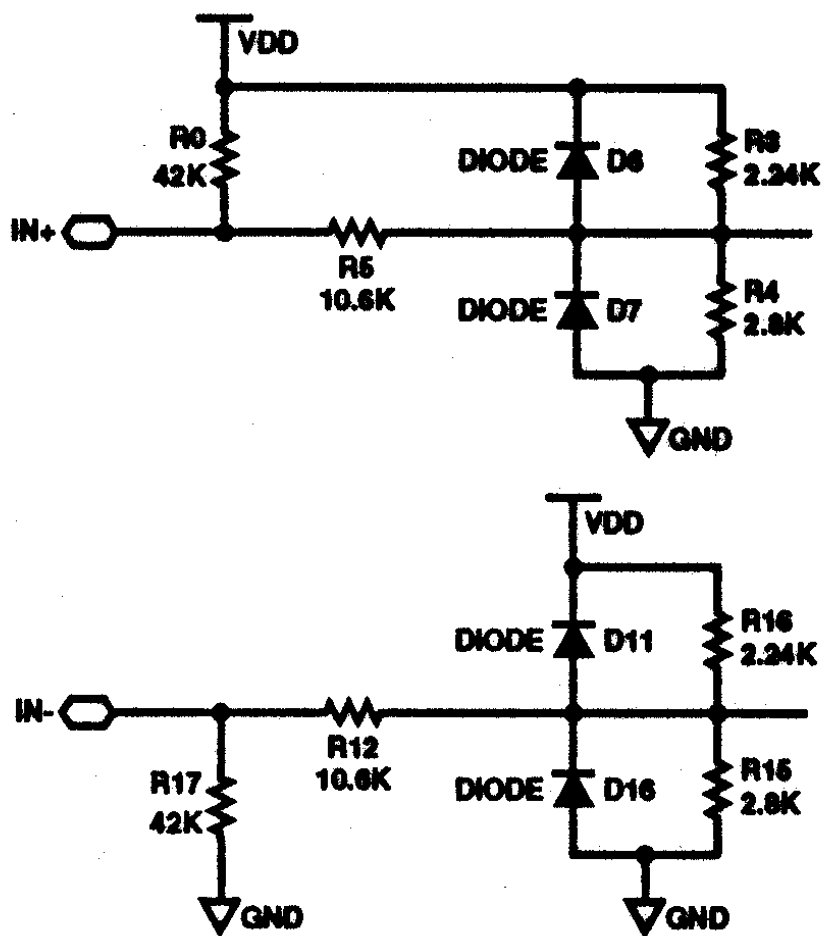 VDD
R0
42K
DIODE
D6
R3
2.24K
IN+
R5
10.6K
DIODE
D7
R4
2.8K
GND
VDD
DIODE
D11
R16
2.24K
IN-
R12
10.6K
R17
42K
DIODE
D16
R15
2.8K
GND
GND